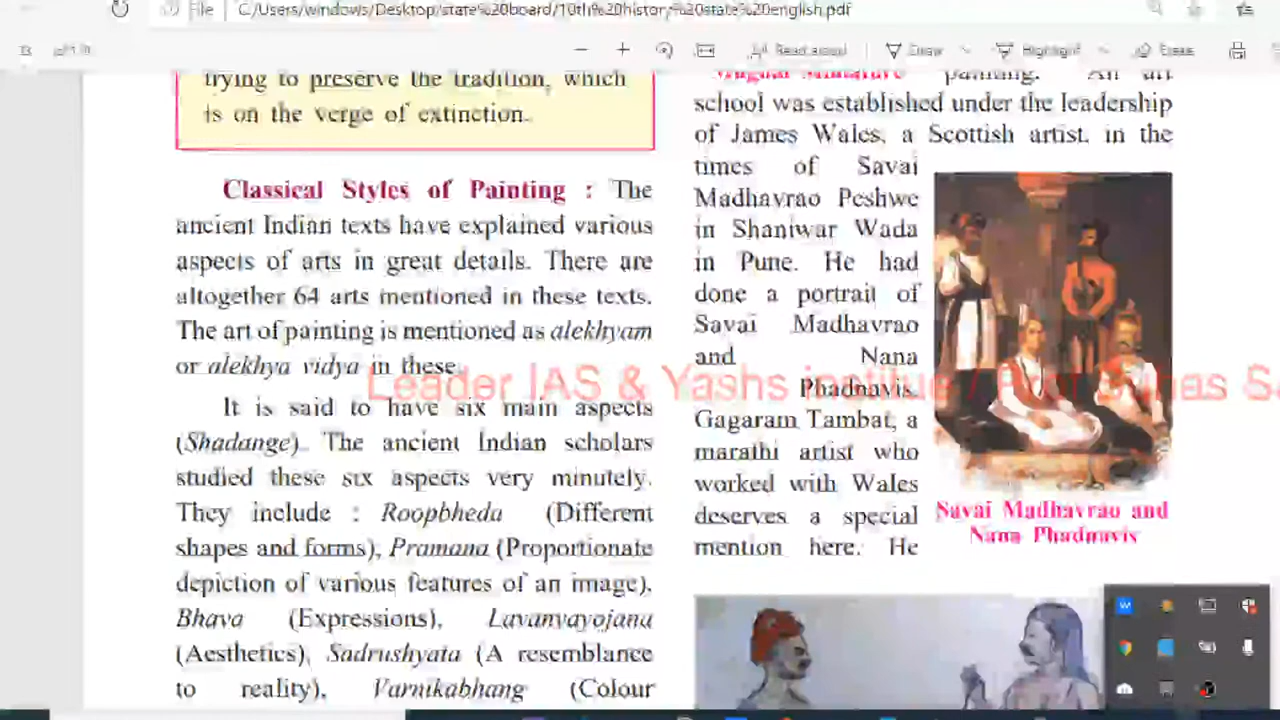 File
C:/Users/windows/Desktop/state%20board/10th%20history%20state%20english.pdf
Read aloud
Draw
Highlight
Erase
trying to preserve the tradition, which
is on the verge of extinction.
Classical Styles of Painting : The
ancient Indian texts have explained various
aspects of arts in great details. There are
altogether 64 arts mentioned in these texts.
The art of painting is mentioned as alekhyam
or alekhya vidya in these.
It is said to have six main aspects
(Shadange). The ancient Indian scholars
studied these six aspects very minutely.
They include : Roopbheda (Different
shapes and forms), Pramana (Proportionate
depiction of various features of an image),
Bhava (Expressions), Lavanyayojana
(Aesthetics), Sadrushyata (A resemblance
to reality), Varnikabhang (Colour
painting. An art
school was established under the leadership
of James Wales, a Scottish artist, in the
times of Savai
Madhavrao Peshwe
in Shaniwar Wada
in Pune. He had
done a portrait of
Savai Madhavrao
and Nana
Phadnavis.
Gagaram Tambat, a
marathi artist who
worked with Wales
deserves a special
mention here. He
Savai Madhavrao and
Nana Phadnavis
Leader IAS & Yashs